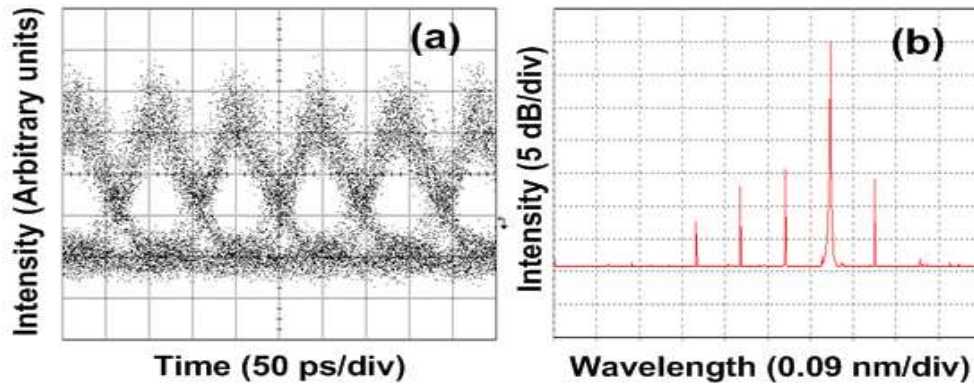 Intensity (Arbitrary units)
(a)
Time (50 ps/div)
Intensity (5 dB/div)
(b)
Wavelength (0.09 nm/div)